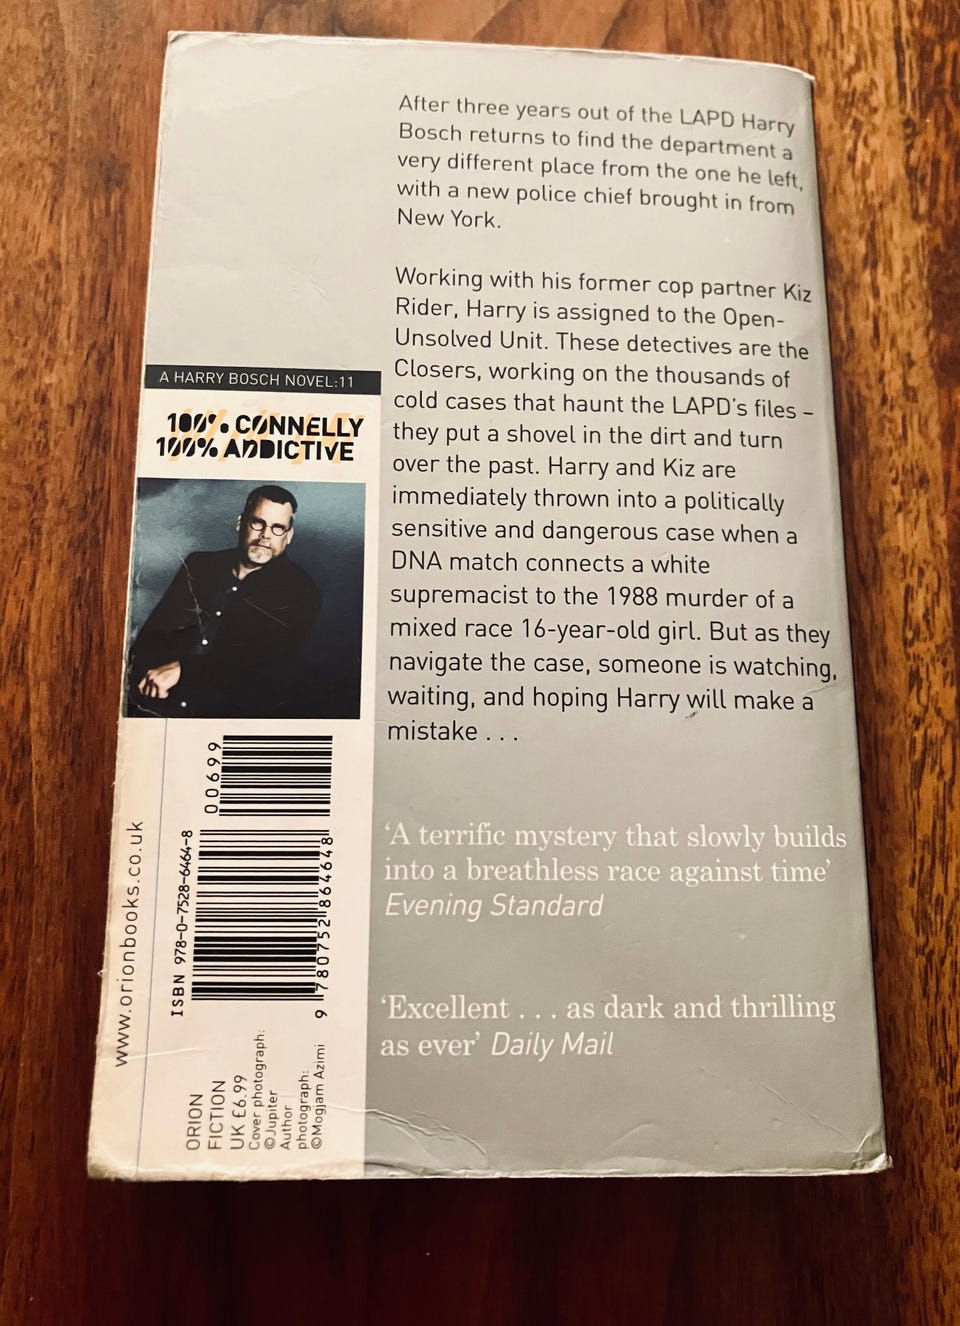 After three years out of the LAPD Harry
Bosch returns to find the department a
very different place from the one he left,
with a new police chief brought in from
New York.
Working with his former cop partner Kiz
Rider, Harry is assigned to the Open-
Unsolved Unit. These detectives are the
Closers, working on the thousands of
cold cases that haunt the LAPD's files –
they put a shovel in the dirt and turn
over the past. Harry and Kiz are
immediately thrown into a politically
sensitive and dangerous case when a
DNA match connects a white
supremacist to the 1988 murder of a
mixed race 16-year-old girl. But as they
navigate the case, someone is watching,
waiting, and hoping Harry will make a
mistake . . .
'A terrific mystery that slowly builds
into a breathless race against time'
Evening Standard
'Excellent . . . as dark and thrilling
as ever' Daily Mail
A HARRY BOSCH NOVEL:11
100% CONNELLY
100% ADDICTIVE
00699
ISBN 978-0-7528-6464-8
9 780752 864648
www.orionbooks.co.uk
ORION
FICTION
UK £6.99
Cover photograph:
©Jupiter
Author
photograph:
©Mogjam Azimi